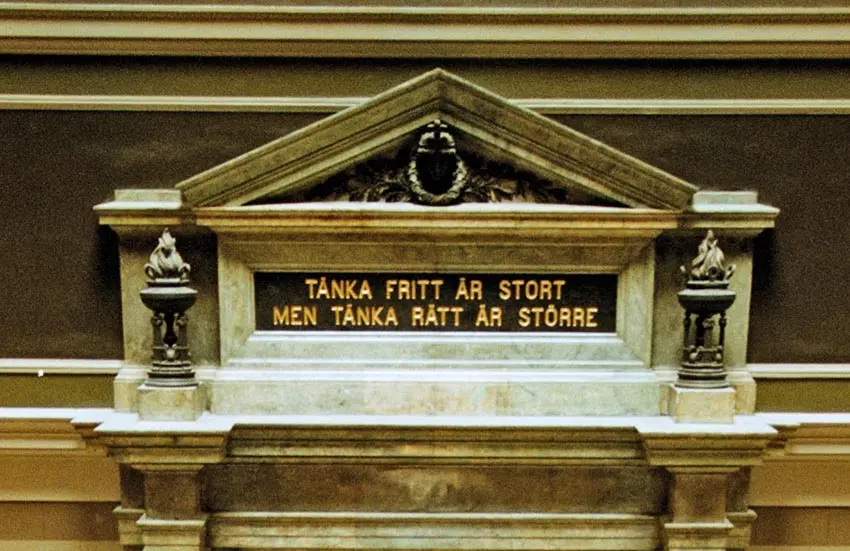 TÄNKA FRITT ÄR STORT
MEN TÄNKA RÄTT ÄR STÖRRE